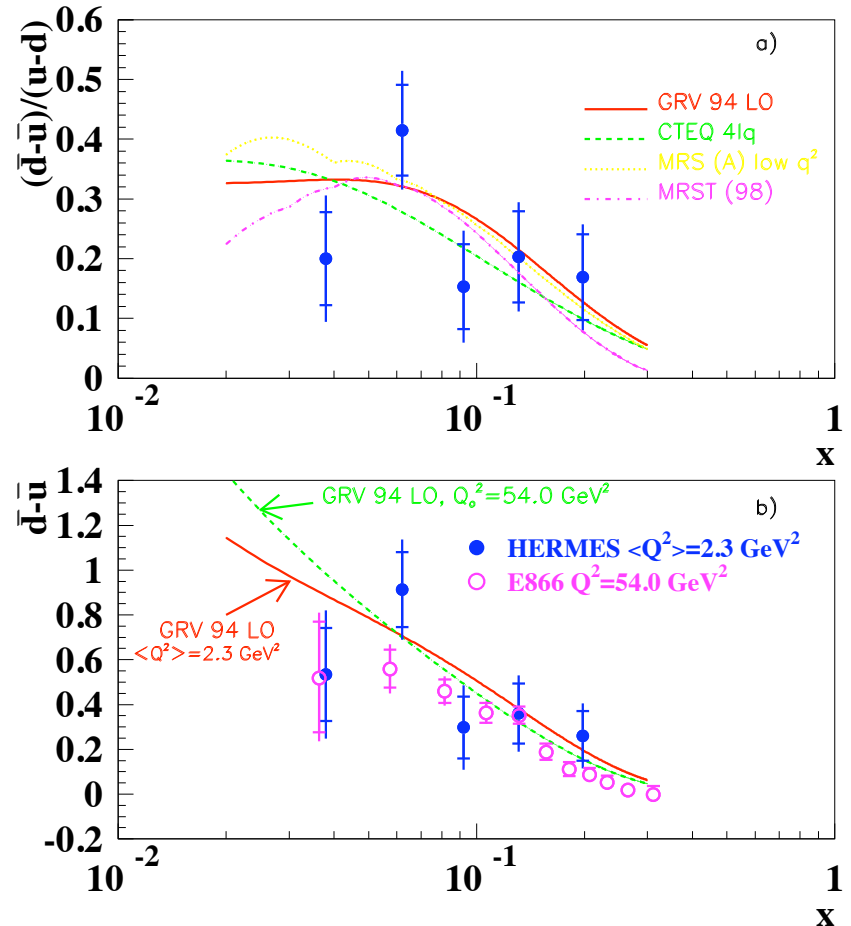 (d̄-ū)/(u-d)
0.6
0.5
0.4
0.3
0.2
0.1
0
a)
GRV 94 LO
CTEQ 4lq
MRS (A) low q²
MRST (98)
10⁻² 10⁻¹ 1
x
d̄-ū
1.4
1.2
1
0.8
0.6
0.4
0.2
0
-0.2
GRV 94 LO, Qₒ²=54.0 GeV²
b)
HERMES <Q²>=2.3 GeV²
E866 Q²=54.0 GeV²
GRV 94 LO
<Q²>=2.3 GeV²
10⁻² 10⁻¹ 1
x